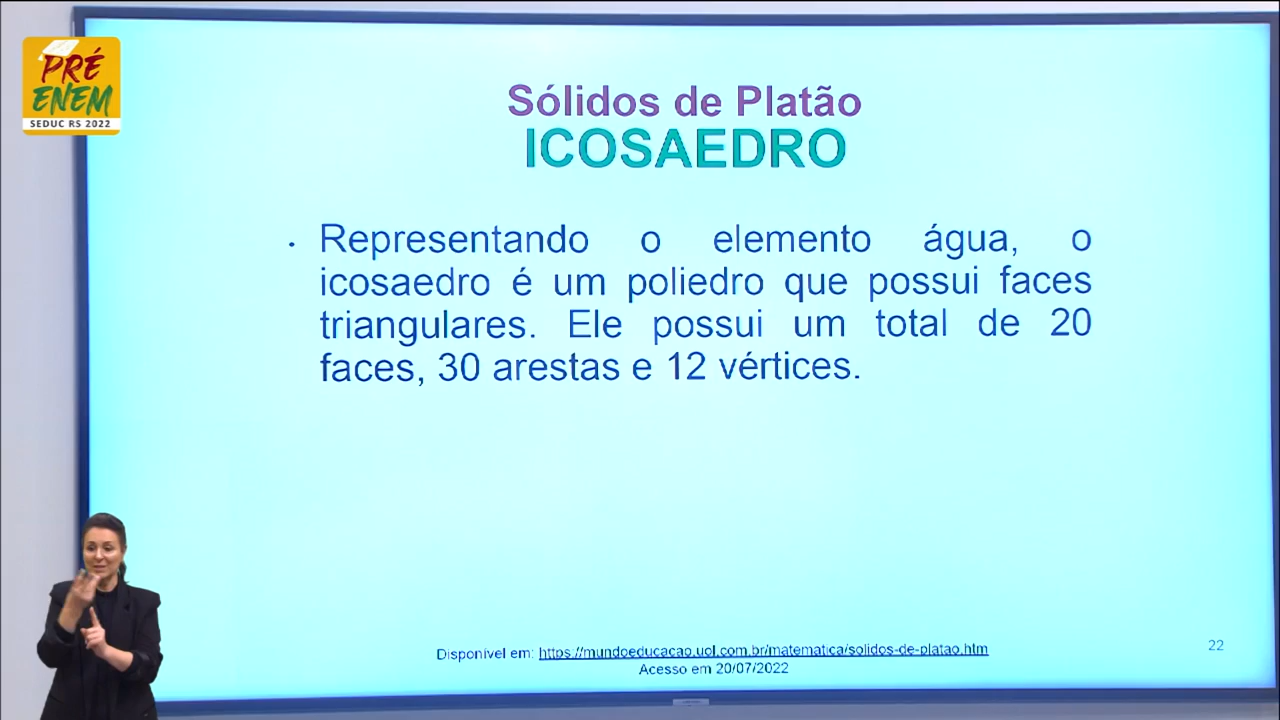 PRÉ
ENEM
SEDUC RS 2022
Sólidos de Platão
ICOSAEDRO
• Representando o elemento água, o
icosaedro é um poliedro que possui faces
triangulares. Ele possui um total de 20
faces, 30 arestas e 12 vértices.
Disponível em: https://mundoeducacao.uol.com.br/matematica/solidos-de-platao.htm
Acesso em 20/07/2022
22